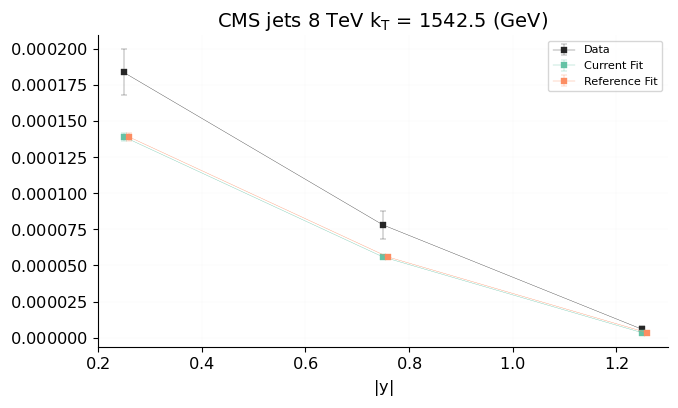 CMS jets 8 TeV k_T = 1542.5 (GeV)
0.000200
0.000175
0.000150
0.000125
0.000100
0.000075
0.000050
0.000025
0.000000
Data
Current Fit
Reference Fit
0.2 0.4 0.6 0.8 1.0 1.2
|y|